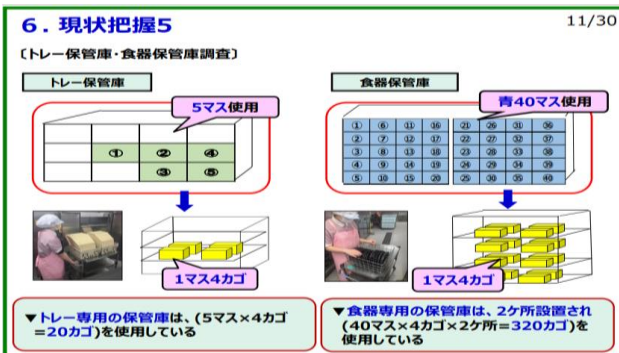 6．現状把握5
11/30
〔トレー保管庫・食器保管庫調査〕
トレー保管庫
食器保管庫
5マス使用
青40マス使用
① ② ④
③ ⑤
① ⑥ ⑪ ⑯ ㉑ ㉖ ㉛ ㊱
② ⑦ ⑫ ⑰ ㉒ ㉗ ㉜ ㊲
③ ⑧ ⑬ ⑱ ㉓ ㉘ ㉝ ㊳
④ ⑨ ⑭ ⑲ ㉔ ㉙ ㉞ ㊴
⑤ ⑩ ⑮ ⑳ ㉕ ㉚ ㉟ ㊵
1マス4カゴ
1マス4カゴ
▼トレー専用の保管庫は、(5マス×4カゴ
＝20カゴ)を使用している
▼食器専用の保管庫は、2ケ所設置され
(40マス×4カゴ×2ケ所＝320カゴ)を
使用している